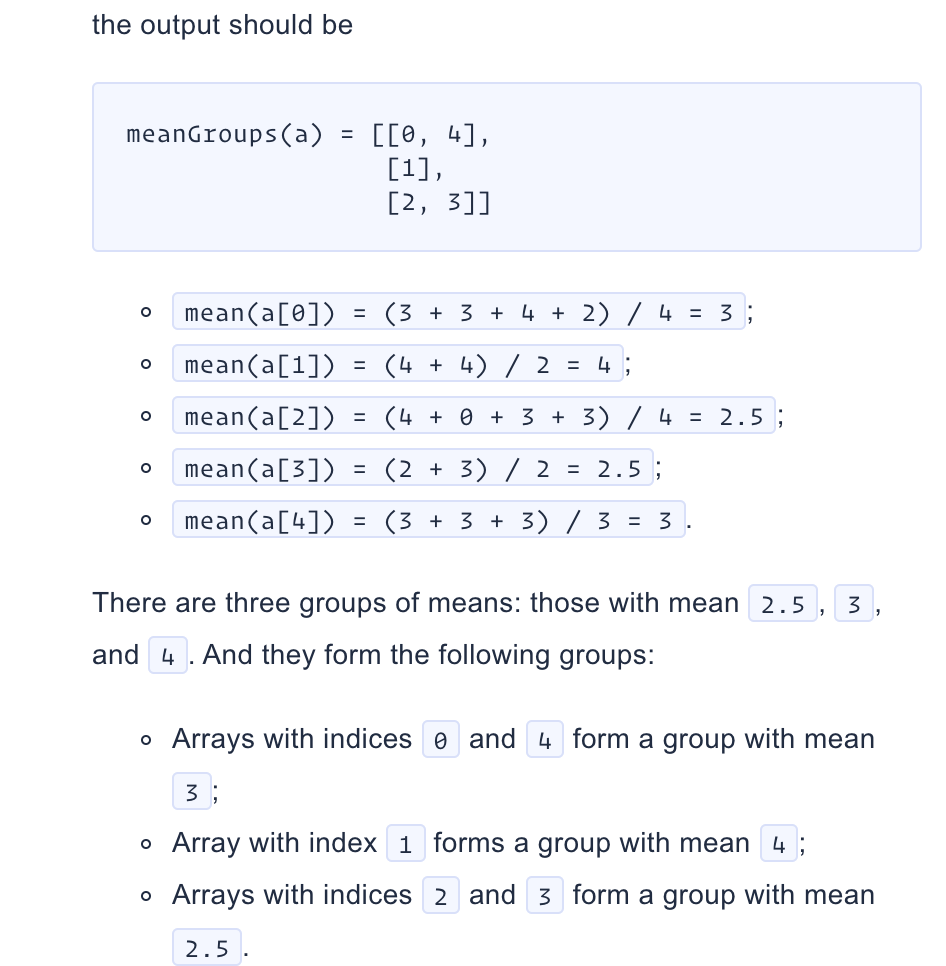 the output should be
meanGroups(a) = [[0, 4],
[1],
[2, 3]]
mean(a[0]) = (3 + 3 + 4 + 2) / 4 = 3;
mean(a[1]) = (4 + 4) / 2 = 4;
mean(a[2]) = (4 + 0 + 3 + 3) / 4 = 2.5;
mean(a[3]) = (2 + 3) / 2 = 2.5;
mean(a[4]) = (3 + 3 + 3) / 3 = 3.
There are three groups of means: those with mean 2.5, 3,
and 4. And they form the following groups:
Arrays with indices 0 and 4 form a group with mean
3;
Array with index 1 forms a group with mean 4;
Arrays with indices 2 and 3 form a group with mean
2.5.